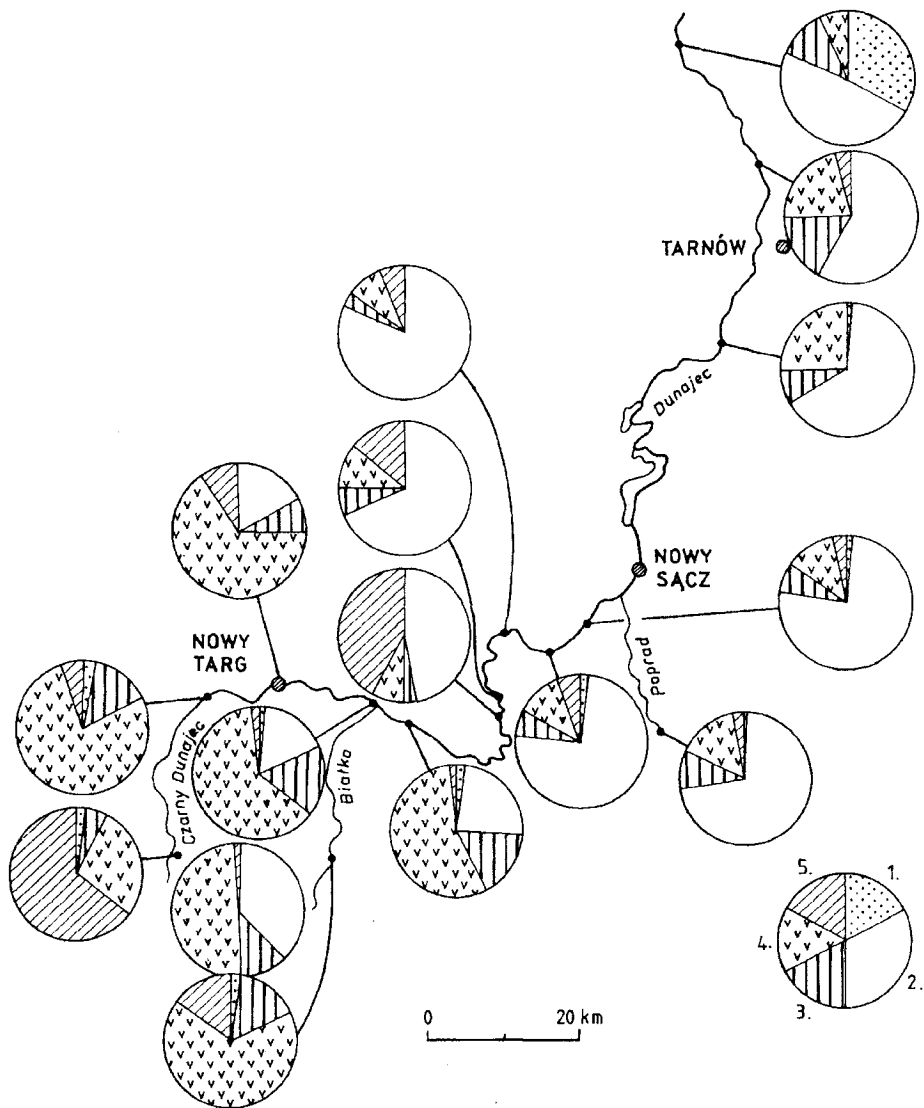 TARNÓW
Dunajec
NOWY
SĄCZ
Poprad
NOWY
TARG
Czarny Dunajec
Białka
5.
1.
4.
2.
3.
0
20 km